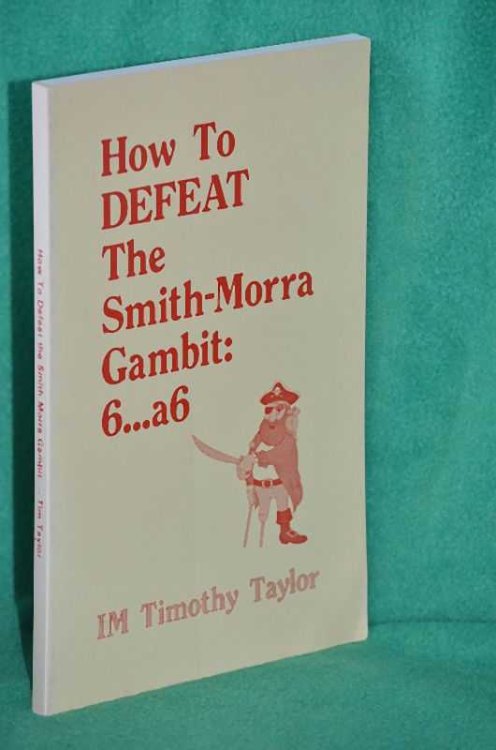 How To
DEFEAT
The
Smith-Morra
Gambit:
6...a6
IM Timothy Taylor
How To Defeat the Smith Morra Gambit - Tim Taylor